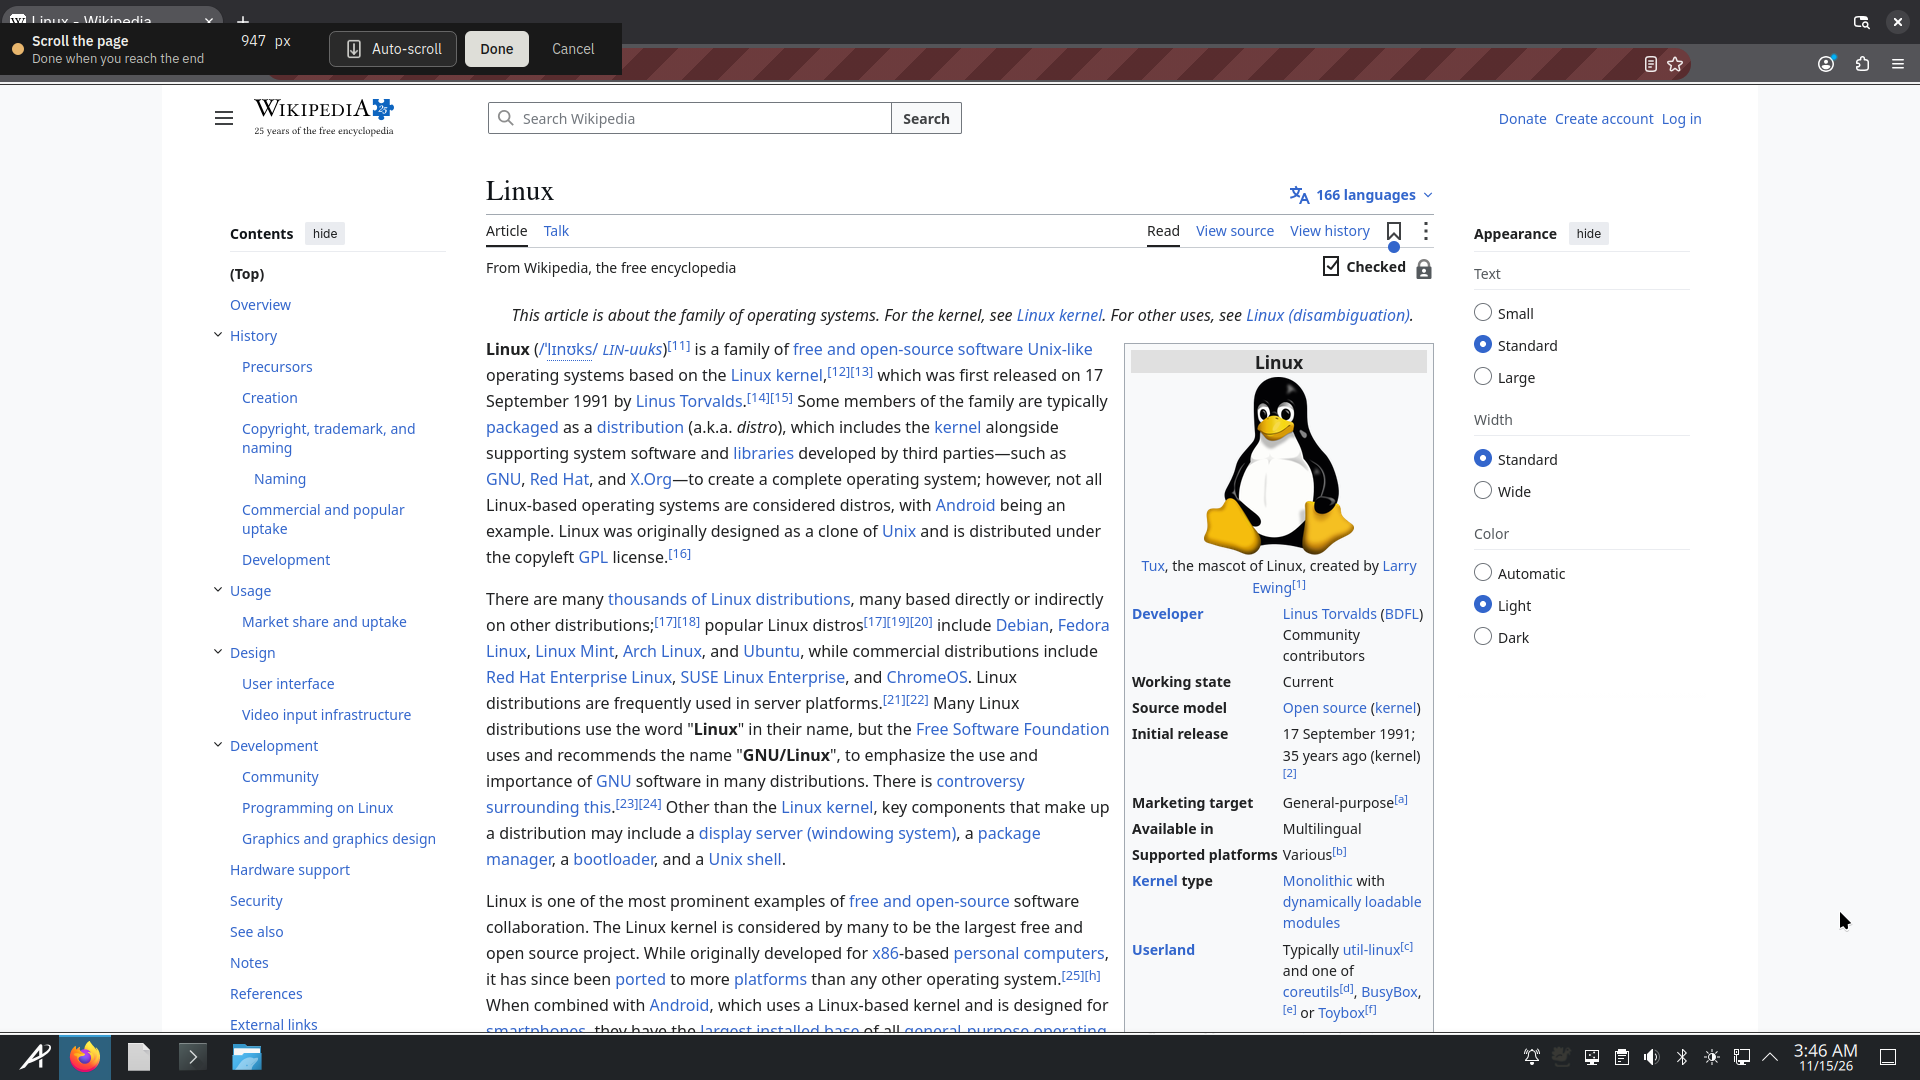 Linux - Wikipedia
Scroll the page
Done when you reach the end
947 px
Auto-scroll
Done
Cancel
WIKIPEDIA
25
25 years of the free encyclopedia
Search Wikipedia
Search
Donate Create account Log in
Linux
166 languages
Article Talk
Read View source View history
From Wikipedia, the free encyclopedia
Checked
This article is about the family of operating systems. For the kernel, see Linux kernel. For other uses, see Linux (disambiguation).
Contents hide
(Top)
Overview
History
Precursors
Creation
Copyright, trademark, and
naming
Naming
Commercial and popular
uptake
Development
Usage
Market share and uptake
Design
User interface
Video input infrastructure
Development
Community
Programming on Linux
Graphics and graphics design
Hardware support
Security
See also
Notes
References
External links
Linux (/ˈlɪnʊks/ LIN-uuks)[11] is a family of free and open-source software Unix-like
operating systems based on the Linux kernel,[12][13] which was first released on 17
September 1991 by Linus Torvalds.[14][15] Some members of the family are typically
packaged as a distribution (a.k.a. distro), which includes the kernel alongside
supporting system software and libraries developed by third parties—such as
GNU, Red Hat, and X.Org—to create a complete operating system; however, not all
Linux-based operating systems are considered distros, with Android being an
example. Linux was originally designed as a clone of Unix and is distributed under
the copyleft GPL license.[16]
There are many thousands of Linux distributions, many based directly or indirectly
on other distributions;[17][18] popular Linux distros[17][19][20] include Debian, Fedora
Linux, Linux Mint, Arch Linux, and Ubuntu, while commercial distributions include
Red Hat Enterprise Linux, SUSE Linux Enterprise, and ChromeOS. Linux
distributions are frequently used in server platforms.[21][22] Many Linux
distributions use the word "Linux" in their name, but the Free Software Foundation
uses and recommends the name "GNU/Linux", to emphasize the use and
importance of GNU software in many distributions. There is controversy
surrounding this.[23][24] Other than the Linux kernel, key components that make up
a distribution may include a display server (windowing system), a package
manager, a bootloader, and a Unix shell.
Linux is one of the most prominent examples of free and open-source software
collaboration. The Linux kernel is considered by many to be the largest free and
open source project. While originally developed for x86-based personal computers,
it has since been ported to more platforms than any other operating system.[25][h]
When combined with Android, which uses a Linux-based kernel and is designed for
smartphones, they have the largest installed base of all general-purpose operating
Linux
Tux, the mascot of Linux, created by Larry
Ewing[1]
Developer Linus Torvalds (BDFL)
Community
contributors
Working state Current
Source model Open source (kernel)
Initial release 17 September 1991;
35 years ago (kernel)
[2]
Marketing target General-purpose[a]
Available in Multilingual
Supported platforms Various[b]
Kernel type Monolithic with
dynamically loadable
modules
Userland Typically util-linux[c]
and one of
coreutils[d], BusyBox,
[e] or Toybox[f]
Appearance hide
Text
Small
Standard
Large
Width
Standard
Wide
Color
Automatic
Light
Dark
3:46 AM
11/15/26